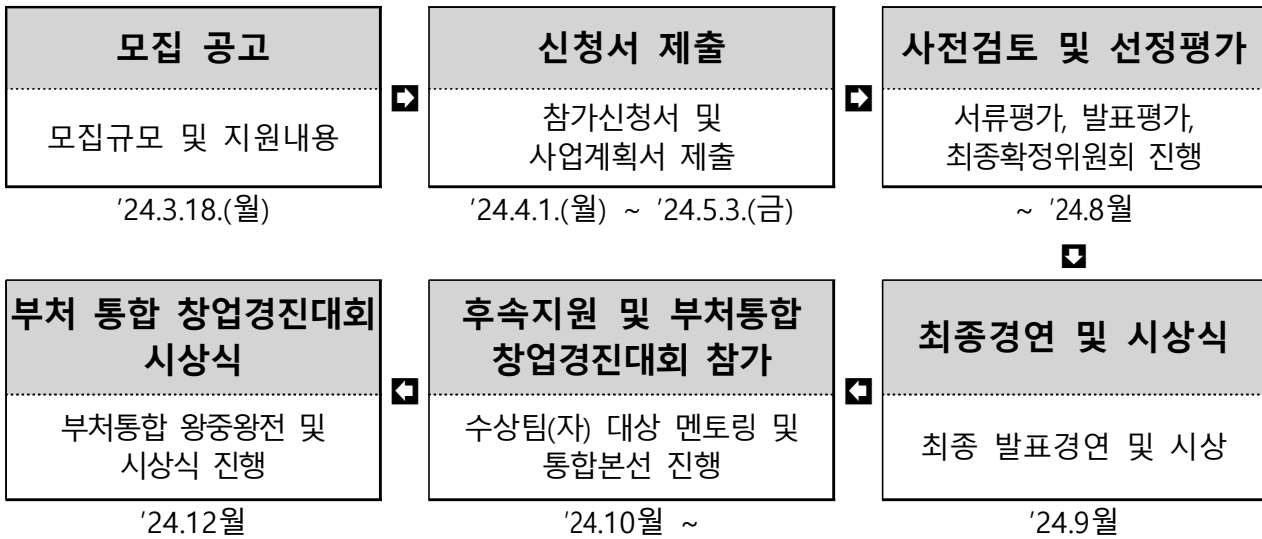 모집 공고
모집규모 및 지원내용
'24.3.18.(월)
신청서 제출
참가신청서 및
사업계획서 제출
'24.4.1.(월) ~ '24.5.3.(금)
사전검토 및 선정평가
서류평가, 발표평가,
최종확정위원회 진행
~ '24.8월
최종경연 및 시상식
최종 발표경연 및 시상
'24.9월
후속지원 및 부처통합
창업경진대회 참가
수상팀(자) 대상 멘토링 및
통합본선 진행
'24.10월 ~
부처 통합 창업경진대회
시상식
부처통합 왕중왕전 및
시상식 진행
'24.12월